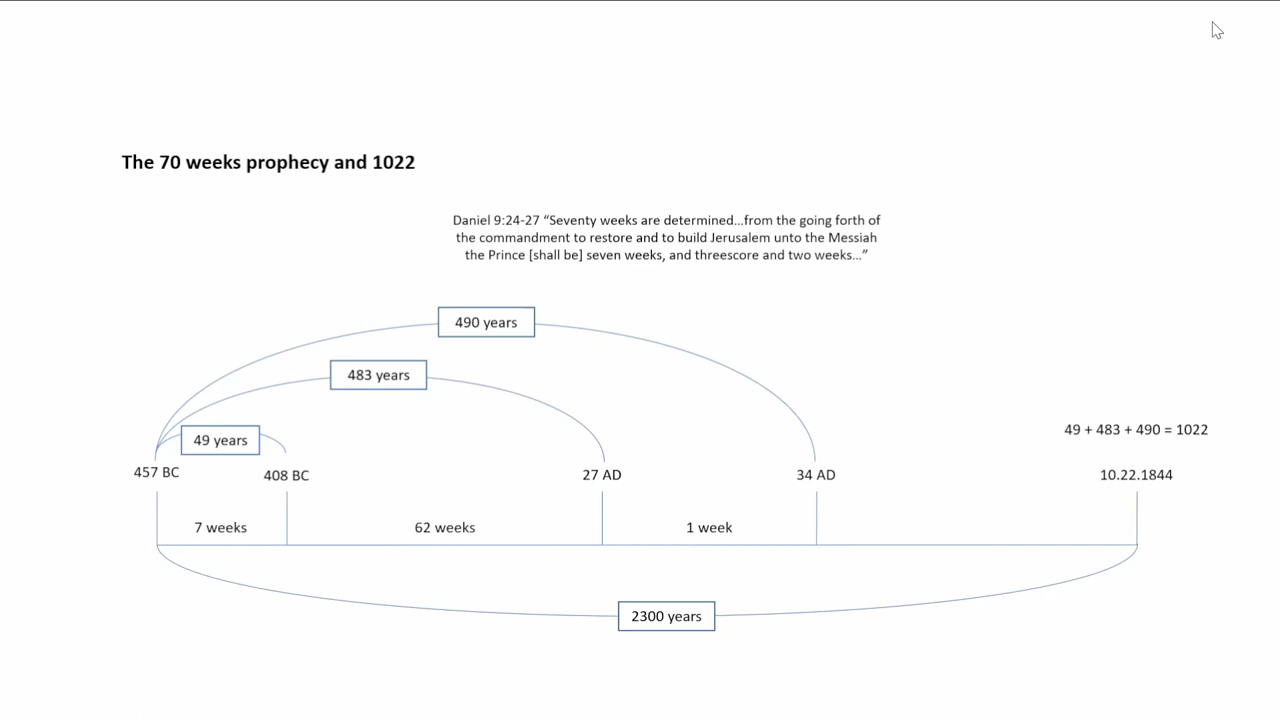 The 70 weeks prophecy and 1022
Daniel 9:24-27 “Seventy weeks are determined…from the going forth of
the commandment to restore and to build Jerusalem unto the Messiah
the Prince [shall be] seven weeks, and threescore and two weeks…”
490 years
483 years
49 years
49 + 483 + 490 = 1022
457 BC
408 BC
27 AD
34 AD
10.22.1844
7 weeks
62 weeks
1 week
2300 years